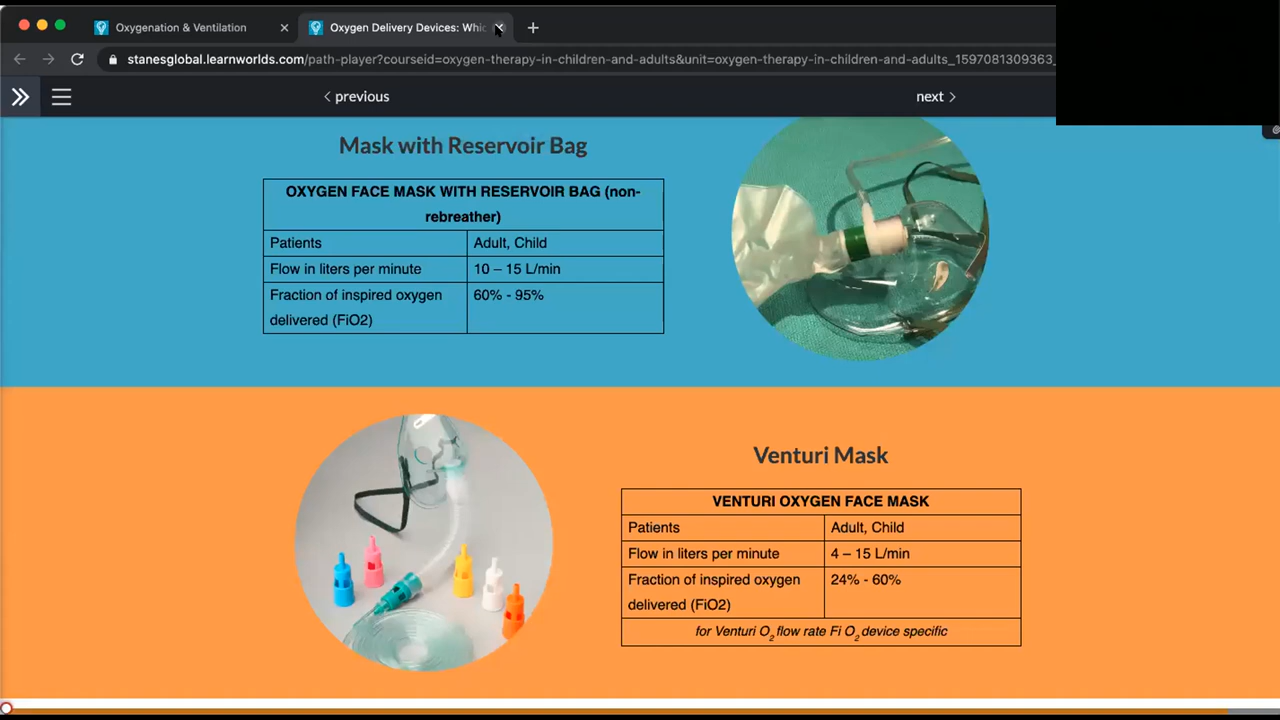 Oxygenation & Ventilation
Oxygen Delivery Devices: Whic
stanesglobal.learnworlds.com/path-player?courseid=oxygen-therapy-in-children-and-adults&unit=oxygen-therapy-in-children-and-adults_1597081309363_
previous
next
Mask with Reservoir Bag
OXYGEN FACE MASK WITH RESERVOIR BAG (non-
rebreather)
Patients Adult, Child
Flow in liters per minute 10 – 15 L/min
Fraction of inspired oxygen 60% - 95%
delivered (FiO2)
Venturi Mask
VENTURI OXYGEN FACE MASK
Patients Adult, Child
Flow in liters per minute 4 – 15 L/min
Fraction of inspired oxygen 24% - 60%
delivered (FiO2)
for Venturi O₂ flow rate Fi O₂ device specific